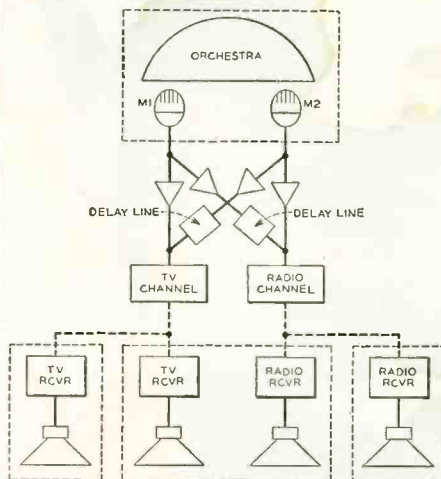 ORCHESTRA
M1 M2
DELAY LINE DELAY LINE
TV RADIO
CHANNEL CHANNEL
TV TV RADIO RADIO
RCVR RCVR RCVR RCVR